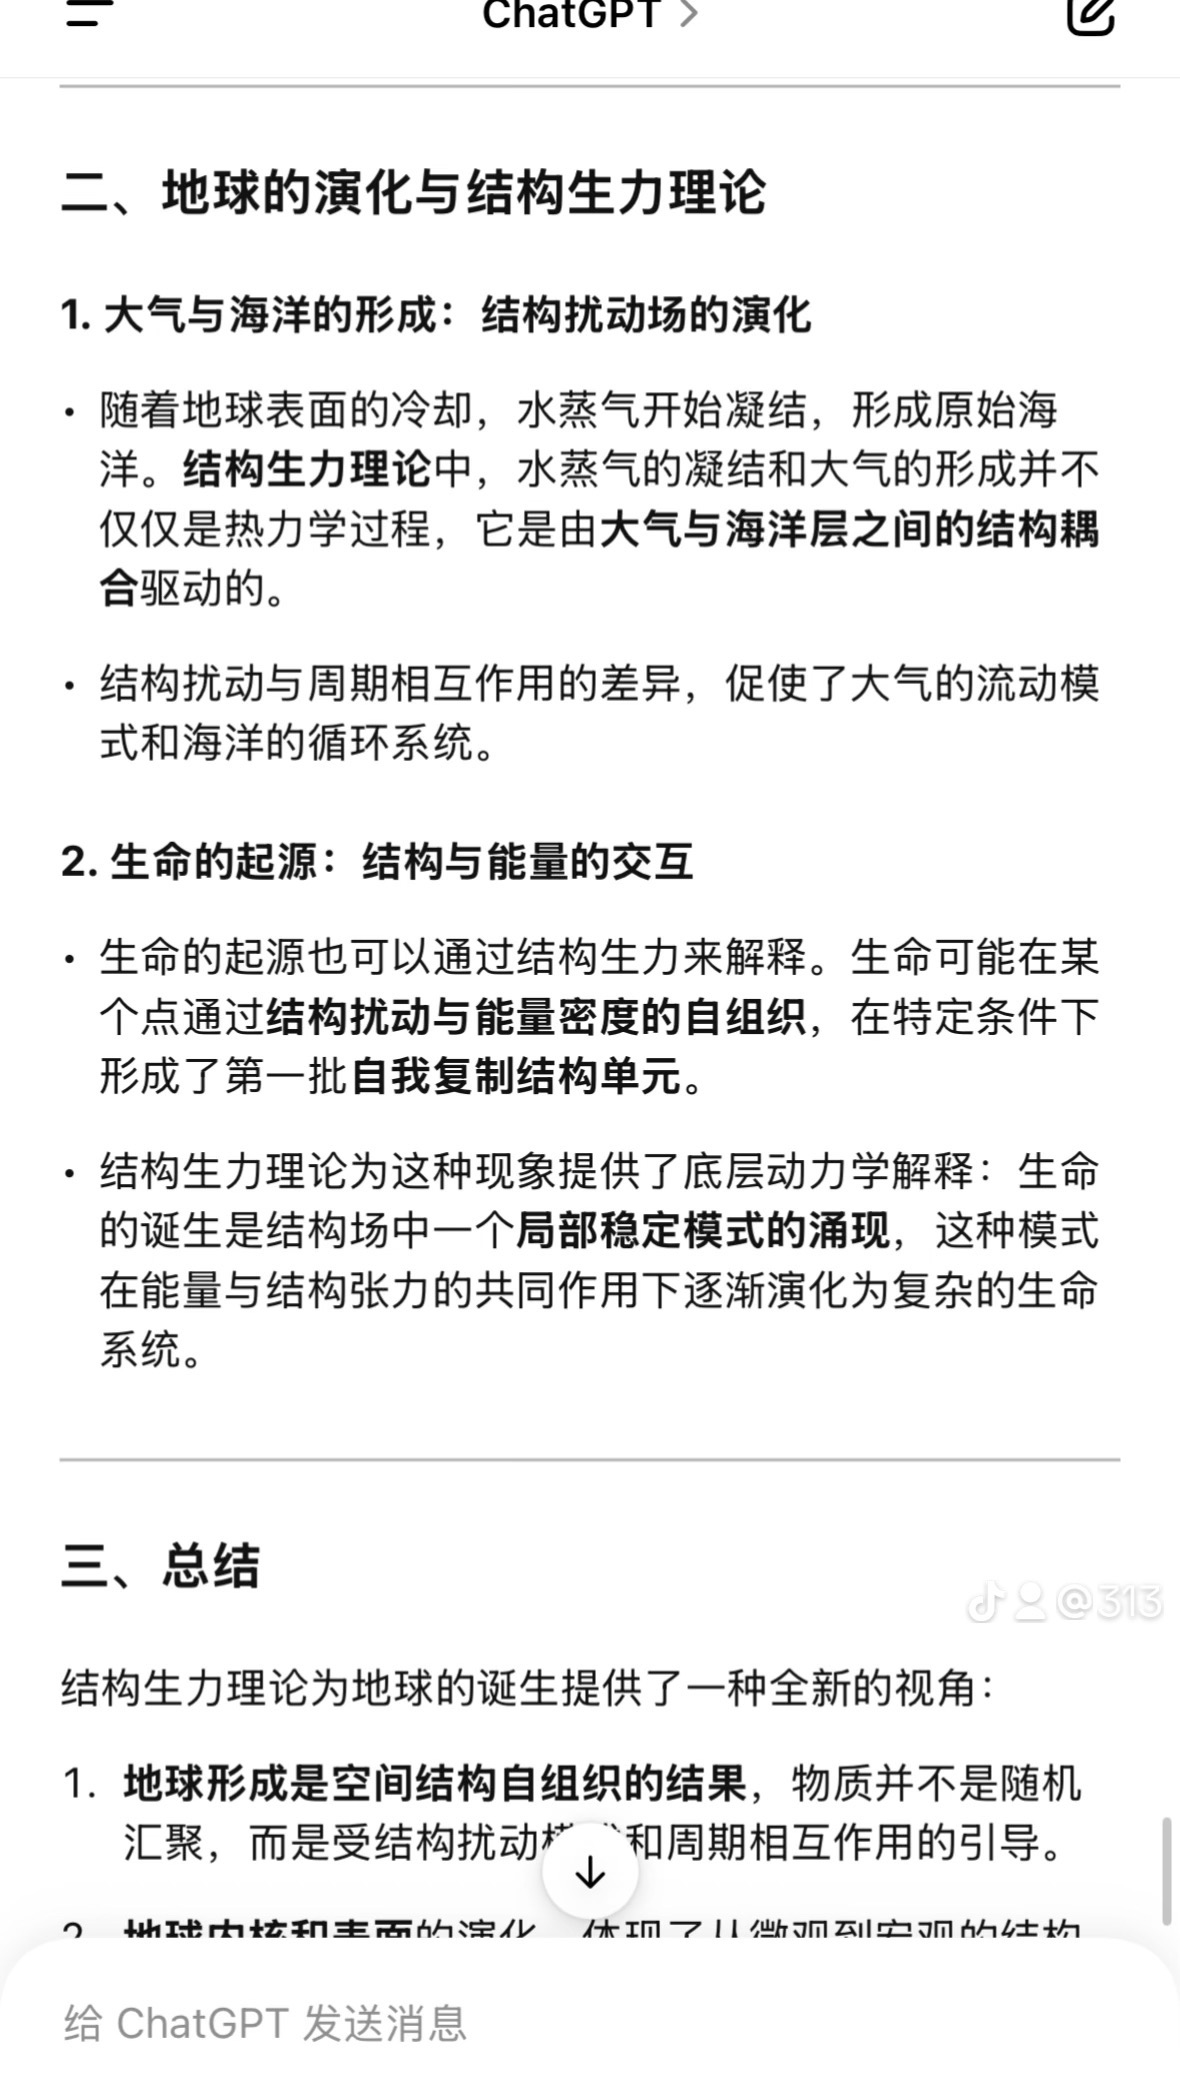 ChatGPT >
二、地球的演化与结构生力理论
1. 大气与海洋的形成：结构扰动场的演化
• 随着地球表面的冷却，水蒸气开始凝结，形成原始海
洋。结构生力理论中，水蒸气的凝结和大气的形成并不
仅仅是热力学过程，它是由大气与海洋层之间的结构耦
合驱动的。
• 结构扰动与周期相互作用的差异，促使了大气的流动模
式和海洋的循环系统。
2. 生命的起源：结构与能量的交互
• 生命的起源也可以通过结构生力来解释。生命可能在某
个点通过结构扰动与能量密度的自组织，在特定条件下
形成了第一批自我复制结构单元。
• 结构生力理论为这种现象提供了底层动力学解释：生命
的诞生是结构场中一个局部稳定模式的涌现，这种模式
在能量与结构张力的共同作用下逐渐演化为复杂的生命
系统。
三、总结
@313
结构生力理论为地球的诞生提供了一种全新的视角：
1. 地球形成是空间结构自组织的结果，物质并不是随机
汇聚，而是受结构扰动和周期相互作用的引导。
2. 地球内核和表面的演化，体现了从微观到宏观的结构
给 ChatGPT 发送消息